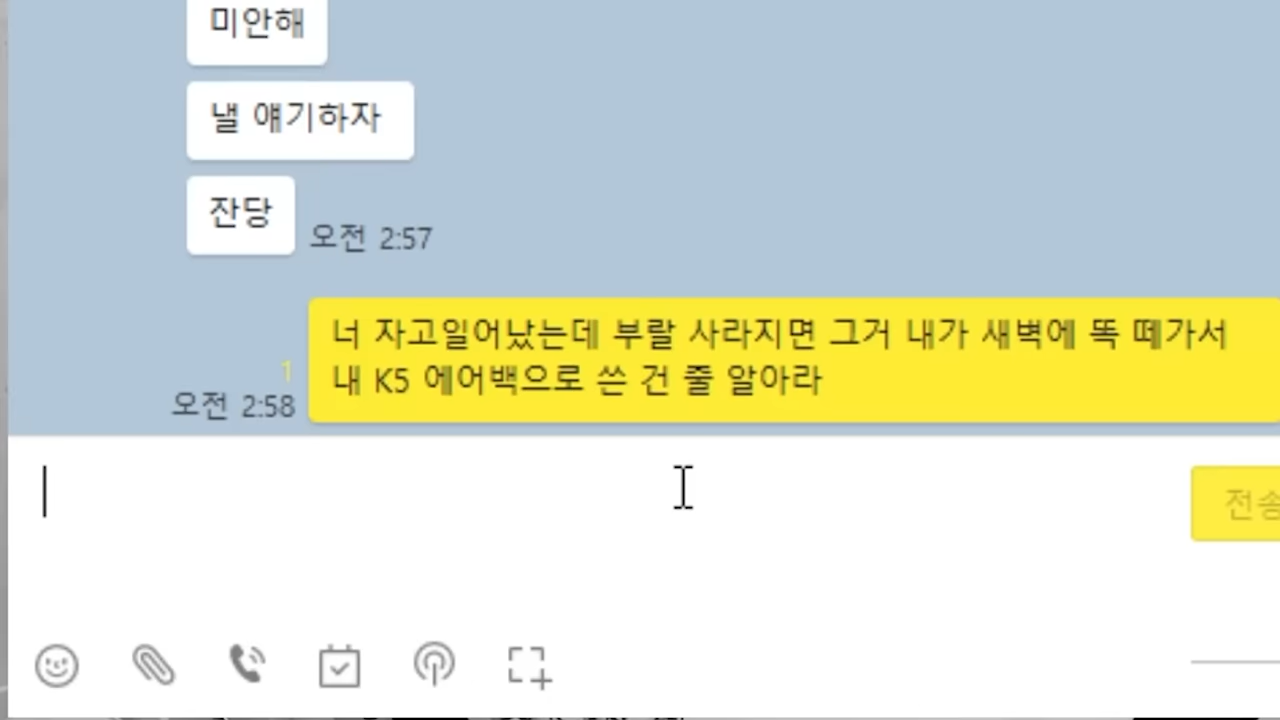 미안해
낼 얘기하자
잔당
오전 2:57
너 자고일어났는데 부랄 사라지면 그거 내가 새벽에 똑 떼가서
내 K5 에어백으로 쓴 건 줄 알아라
1
오전 2:58
전송